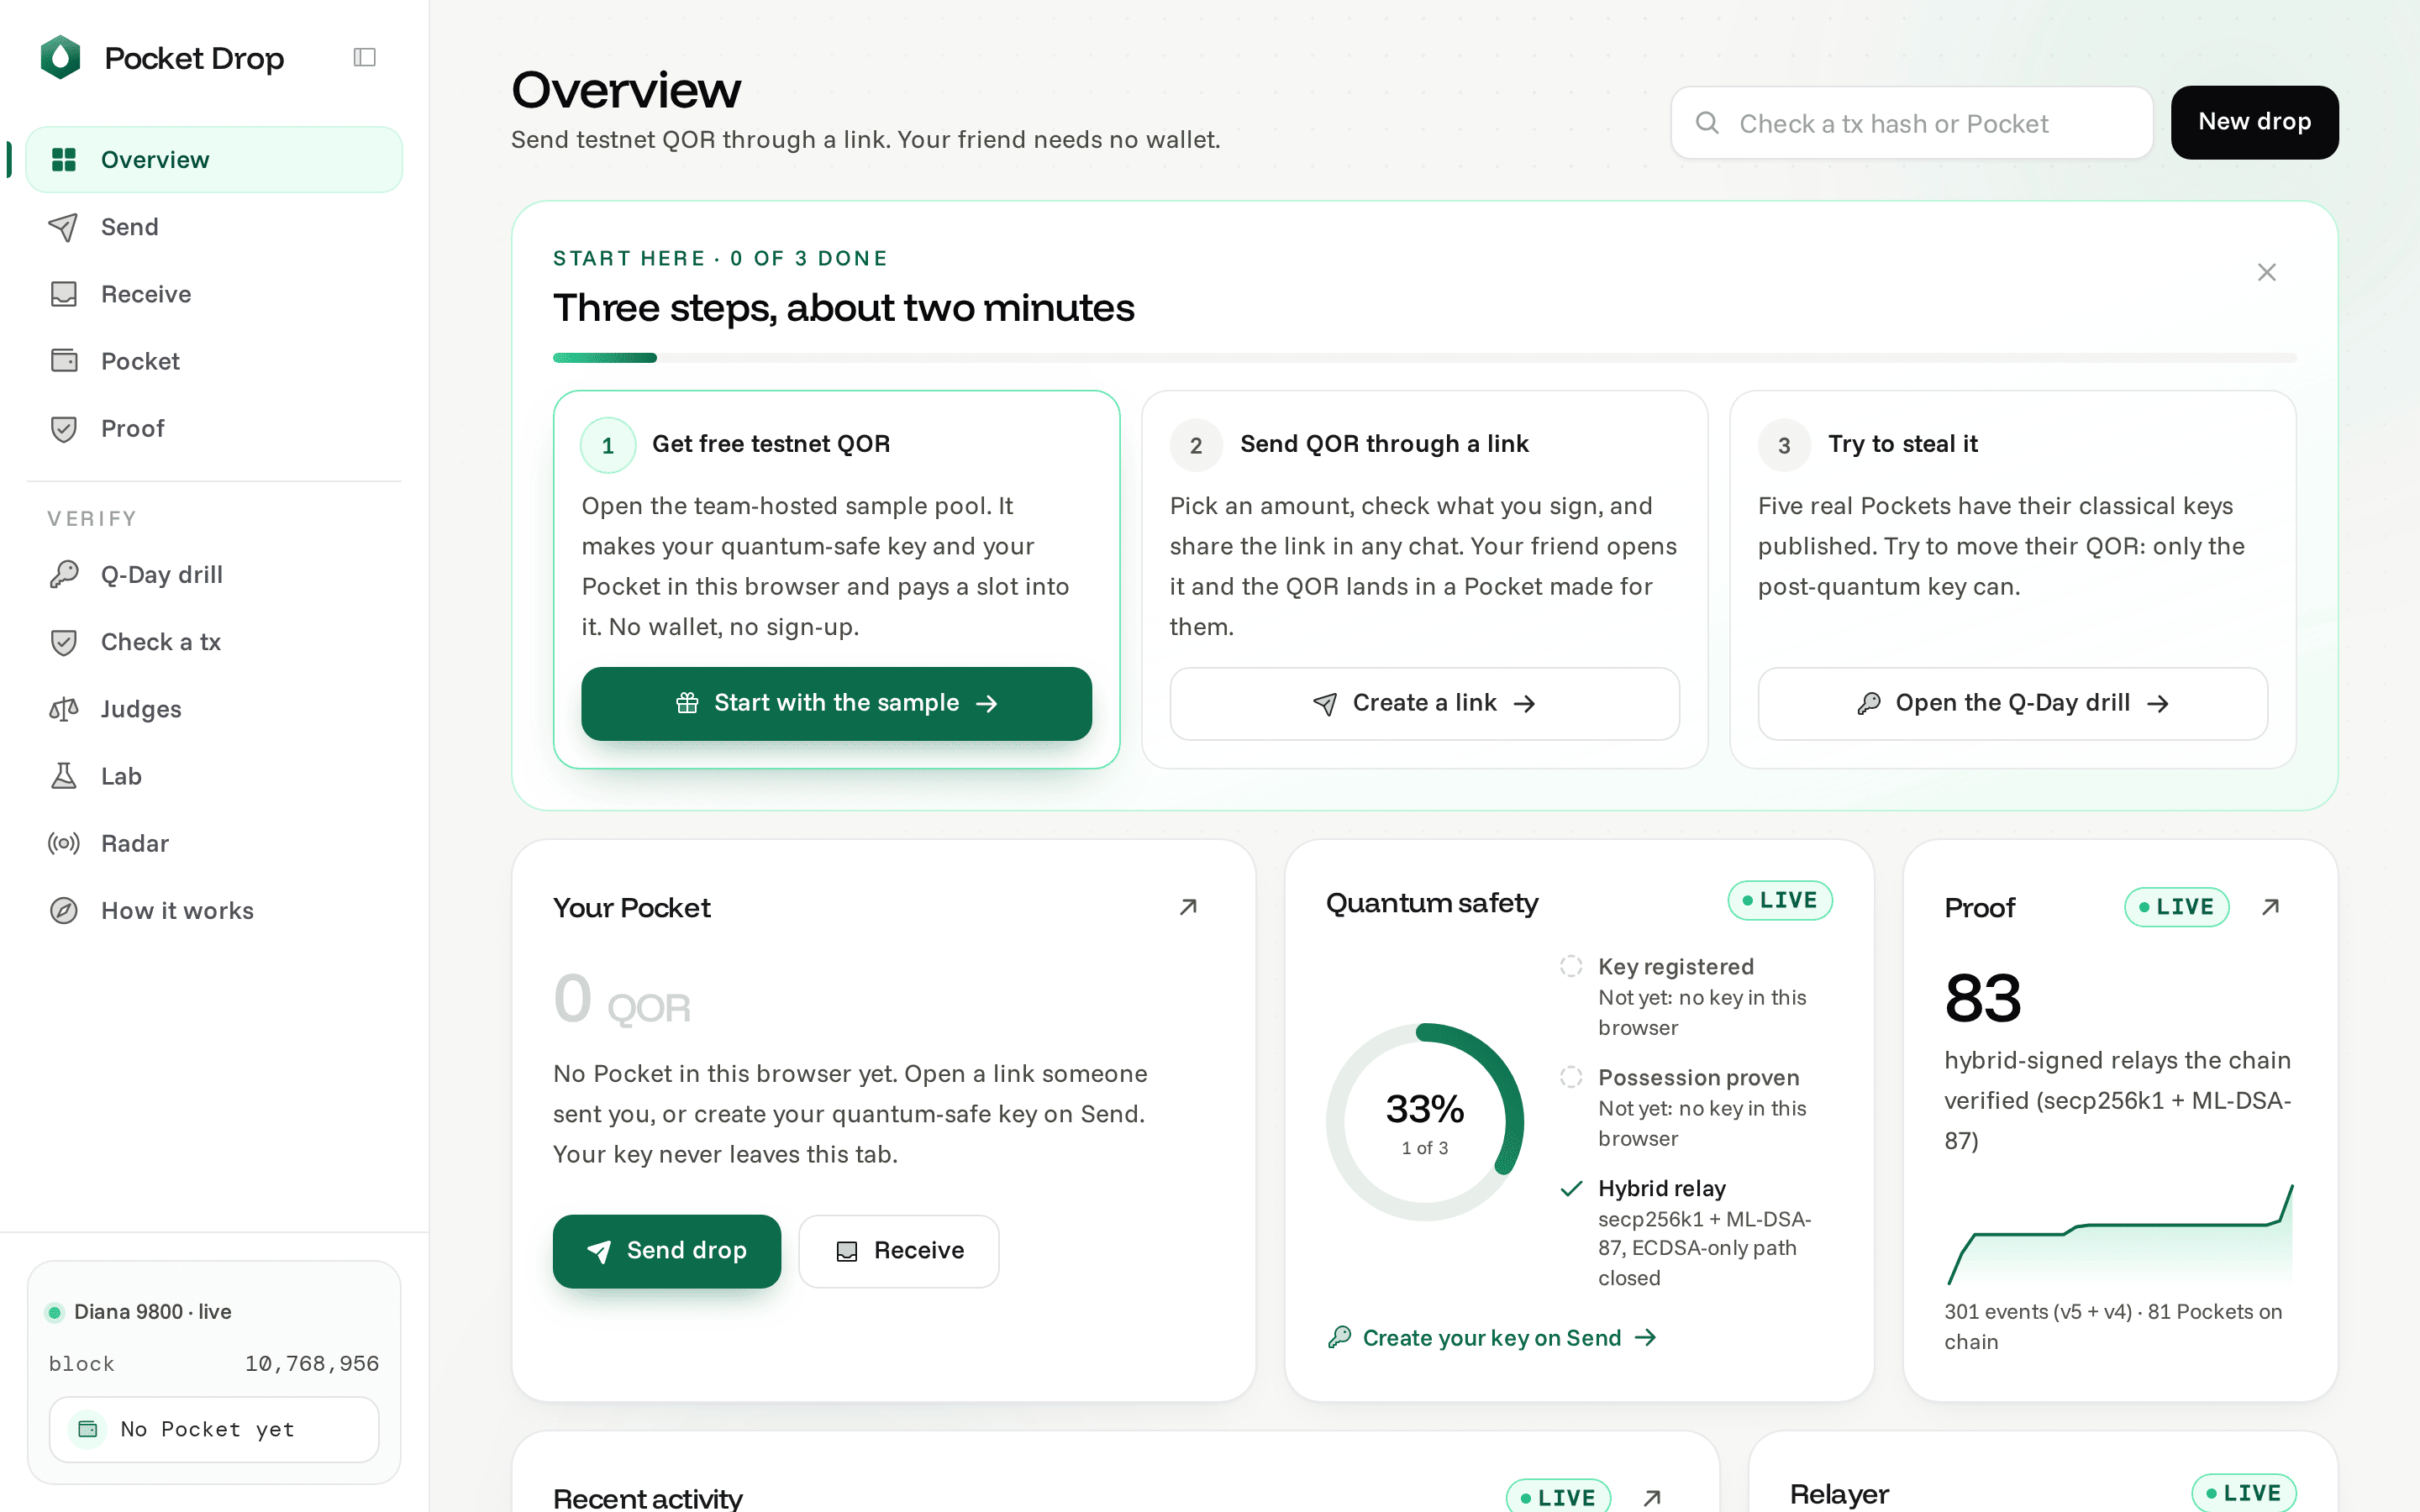 Pocket Drop
Overview
Send
Receive
Pocket
Proof
VERIFY
Q-Day drill
Check a tx
Judges
Lab
Radar
How it works
Diana 9800 · live
block 10,768,956
No Pocket yet
Overview
Send testnet QOR through a link. Your friend needs no wallet.
Check a tx hash or Pocket
New drop
START HERE · 0 OF 3 DONE
Three steps, about two minutes
1 Get free testnet QOR
Open the team-hosted sample pool. It
makes your quantum-safe key and your
Pocket in this browser and pays a slot into
it. No wallet, no sign-up.
Start with the sample →
2 Send QOR through a link
Pick an amount, check what you sign, and
share the link in any chat. Your friend opens
it and the QOR lands in a Pocket made for
them.
Create a link →
3 Try to steal it
Five real Pockets have their classical keys
published. Try to move their QOR: only the
post-quantum key can.
Open the Q-Day drill →
Your Pocket
0 QOR
No Pocket in this browser yet. Open a link someone
sent you, or create your quantum-safe key on Send.
Your key never leaves this tab.
Send drop
Receive
Quantum safety
LIVE
33%
1 of 3
Key registered
Not yet: no key in this
browser
Possession proven
Not yet: no key in this
browser
Hybrid relay
secp256k1 + ML-DSA-
87, ECDSA-only path
closed
Create your key on Send →
Proof
LIVE
83
hybrid-signed relays the chain
verified (secp256k1 + ML-DSA-
87)
301 events (v5 + v4) · 81 Pockets on
chain
Recent activity
LIVE
Relayer
LIVE